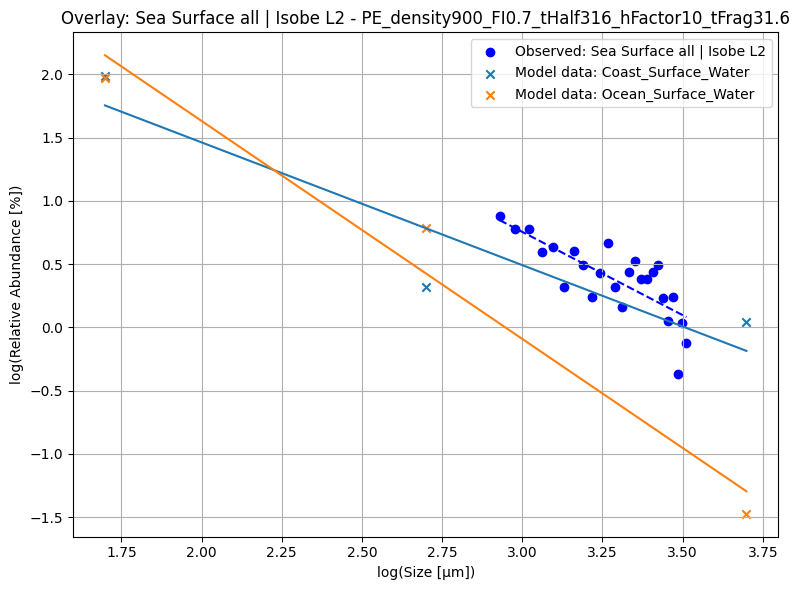 Overlay: Sea Surface all | Isobe L2 - PE_density900_FI0.7_tHalf316_hFactor10_tFrag31.6
Observed: Sea Surface all | Isobe L2
Model data: Coast_Surface_Water
Model data: Ocean_Surface_Water
log(Relative Abundance [%])
2.0
1.5
1.0
0.5
0.0
−0.5
−1.0
−1.5
1.75 2.00 2.25 2.50 2.75 3.00 3.25 3.50 3.75
log(Size [μm])